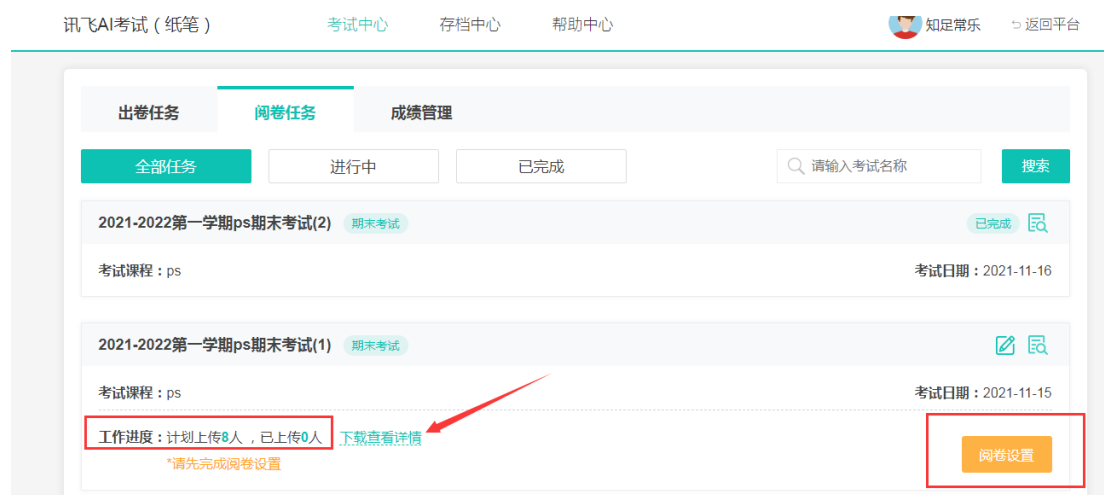 讯飞AI考试（纸笔） 考试中心 存档中心 帮助中心 知足常乐 返回平台
出卷任务 阅卷任务 成绩管理
全部任务 进行中 已完成 请输入考试名称 搜索
2021-2022第一学期ps期末考试(2) 期末考试 已完成
考试课程：ps 考试日期：2021-11-16
2021-2022第一学期ps期末考试(1) 期末考试
考试课程：ps 考试日期：2021-11-15
工作进度：计划上传8人，已上传0人 下载查看详情
*请先完成阅卷设置 阅卷设置